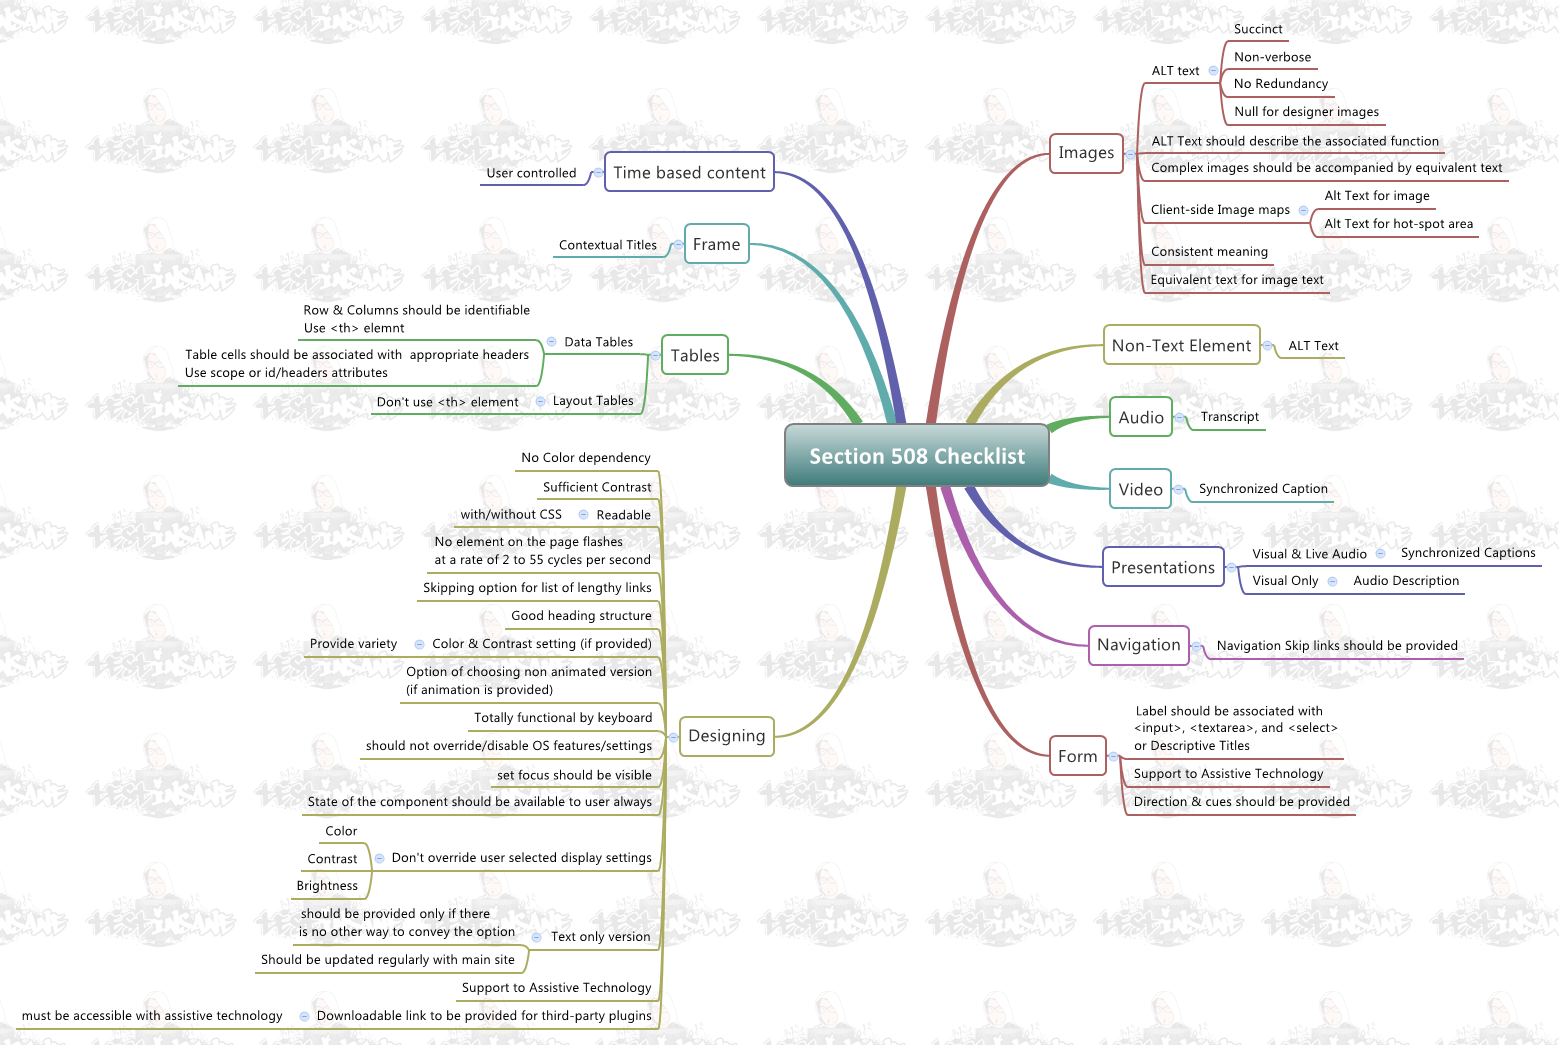 Section 508 Checklist
Images
ALT text
Succinct
Non-verbose
No Redundancy
Null for designer images
ALT Text should describe the associated function
Complex images should be accompanied by equivalent text
Client-side Image maps
Alt Text for image
Alt Text for hot-spot area
Consistent meaning
Equivalent text for image text
Non-Text Element
ALT Text
Audio
Transcript
Video
Synchronized Caption
Presentations
Visual & Live Audio
Synchronized Captions
Visual Only
Audio Description
Navigation
Navigation Skip links should be provided
Form
Label should be associated with
<input>, <textarea>, and <select>
or Descriptive Titles
Support to Assistive Technology
Direction & cues should be provided
Time based content
User controlled
Frame
Contextual Titles
Tables
Data Tables
Row & Columns should be identifiable
Use <th> elemnt
Table cells should be associated with  appropriate headers
Use scope or id/headers attributes
Layout Tables
Don't use <th> element
Designing
No Color dependency
Sufficient Contrast
Readable
with/without CSS
No element on the page flashes
at a rate of 2 to 55 cycles per second
Skipping option for list of lengthy links
Good heading structure
Color & Contrast setting (if provided)
Provide variety
Option of choosing non animated version
(if animation is provided)
Totally functional by keyboard
should not override/disable OS features/settings
set focus should be visible
State of the component should be available to user always
Don't override user selected display settings
Color
Contrast
Brightness
Text only version
should be provided only if there
is no other way to convey the option
Should be updated regularly with main site
Support to Assistive Technology
Downloadable link to be provided for third-party plugins
must be accessible with assistive technology